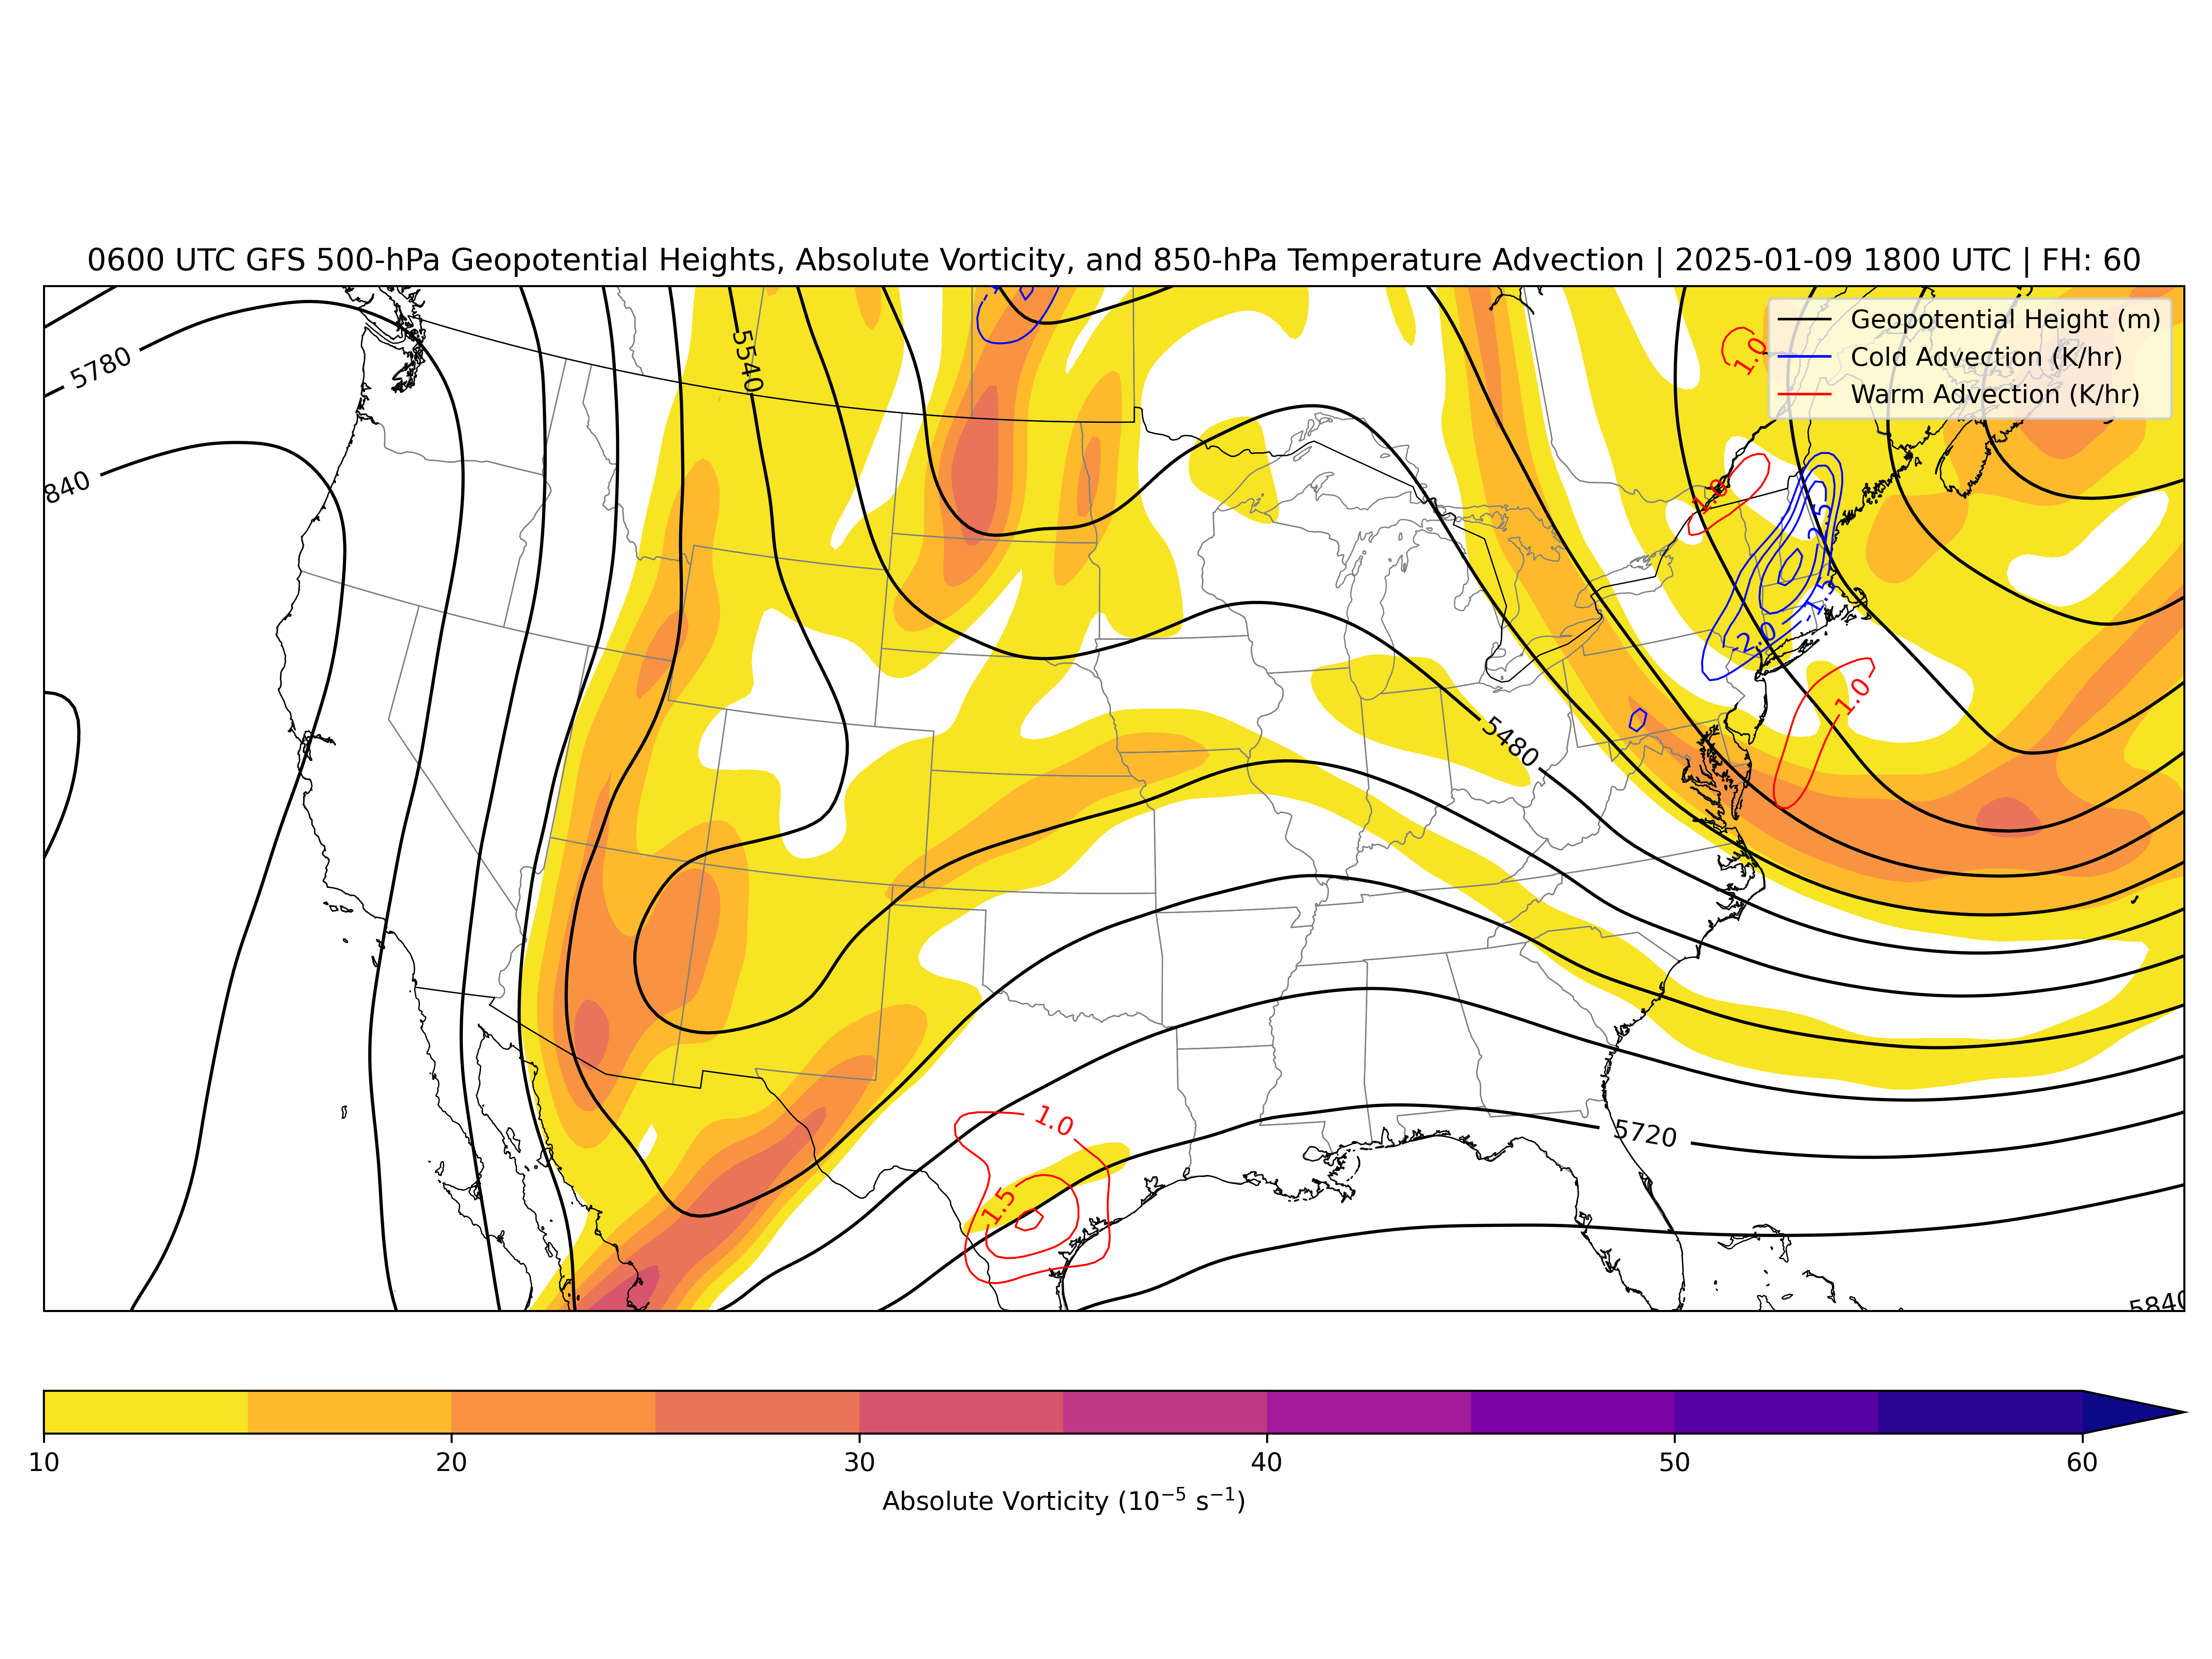 0600 UTC GFS 500-hPa Geopotential Heights, Absolute Vorticity, and 850-hPa Temperature Advection | 2025-01-09 1800 UTC | FH: 60
Geopotential Height (m)
Cold Advection (K/hr)
Warm Advection (K/hr)
5780
5540
1.0
840
1.0
-2.5
-1.5
-2.0
1.0
5480
1.0
5720
1.5
5840
10 20 30 40 50 60
Absolute Vorticity (10⁻⁵ s⁻¹)